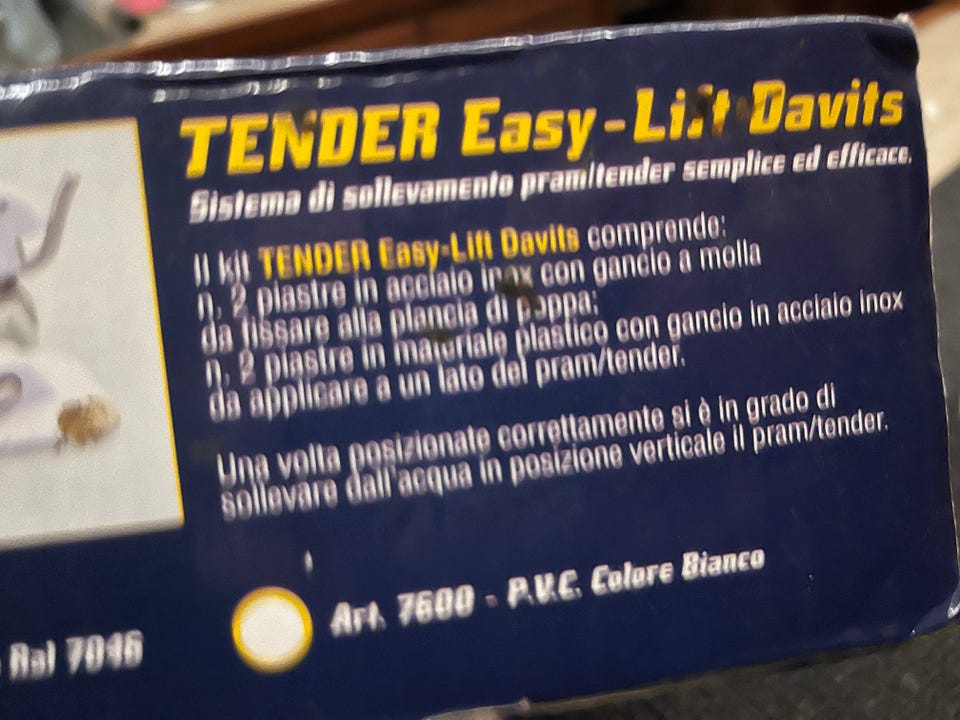 TENDER Easy-Lift Davits
Sistema di sollevamento pram/tender semplice ed efficace.
Il kit TENDER Easy-Lift Davits comprende:
n. 2 piastre in acciaio inox con gancio a molla
da fissare alla plancia di poppa;
n. 2 piastre in materiale plastico con gancio in acciaio inox
da applicare a un lato del pram/tender.
Una volta posizionate correttamente si è in grado di
sollevare dall'acqua in posizione verticale il pram/tender.
Art. 7600 - P.V.C. Colore Bianco
Ral 7046